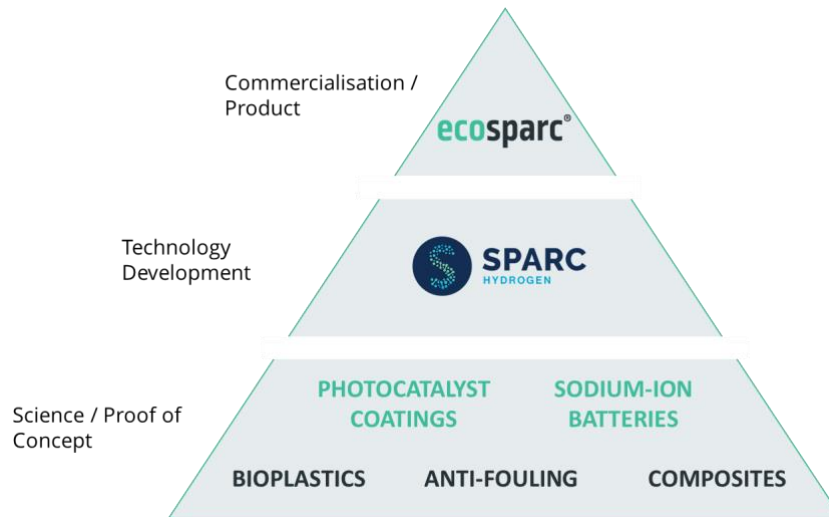 Commercialisation /
Product
ecosparc®
Technology
Development
SPARC
HYDROGEN
Science / Proof of
Concept
PHOTOCATALYST
COATINGS
SODIUM-ION
BATTERIES
BIOPLASTICS ANTI-FOULING COMPOSITES